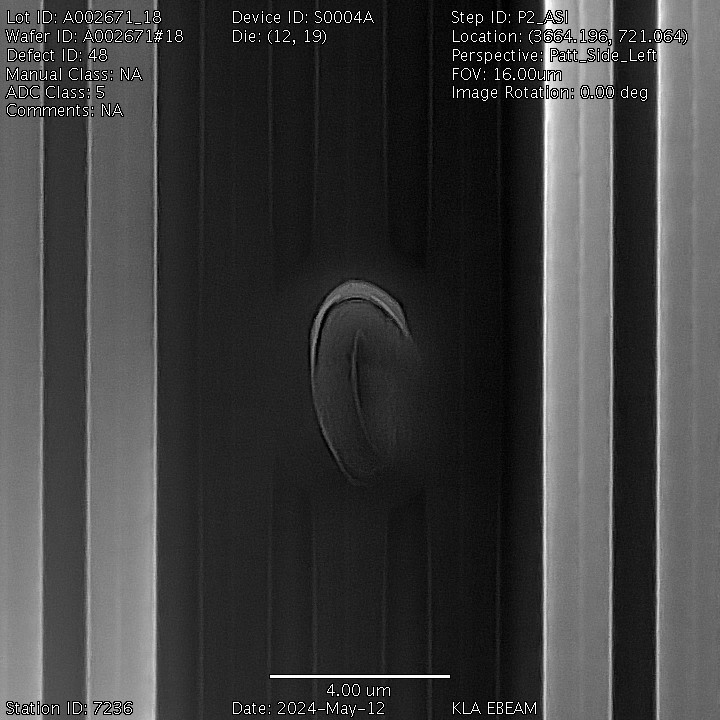 Lot ID: A002671_18
Wafer ID: A002671#18
Defect ID: 48
Manual Class: NA
ADC Class: 5
Comments: NA
Device ID: S0004A
Die: (12, 19)
Step ID: P2_ASI
Location: (3664.196, 721.064)
Perspective: Patt_Side_Left
FOV: 16.00um
Image Rotation: 0.00 deg
4.00 um
Station ID: 7236
Date: 2024-May-12
KLA EBEAM